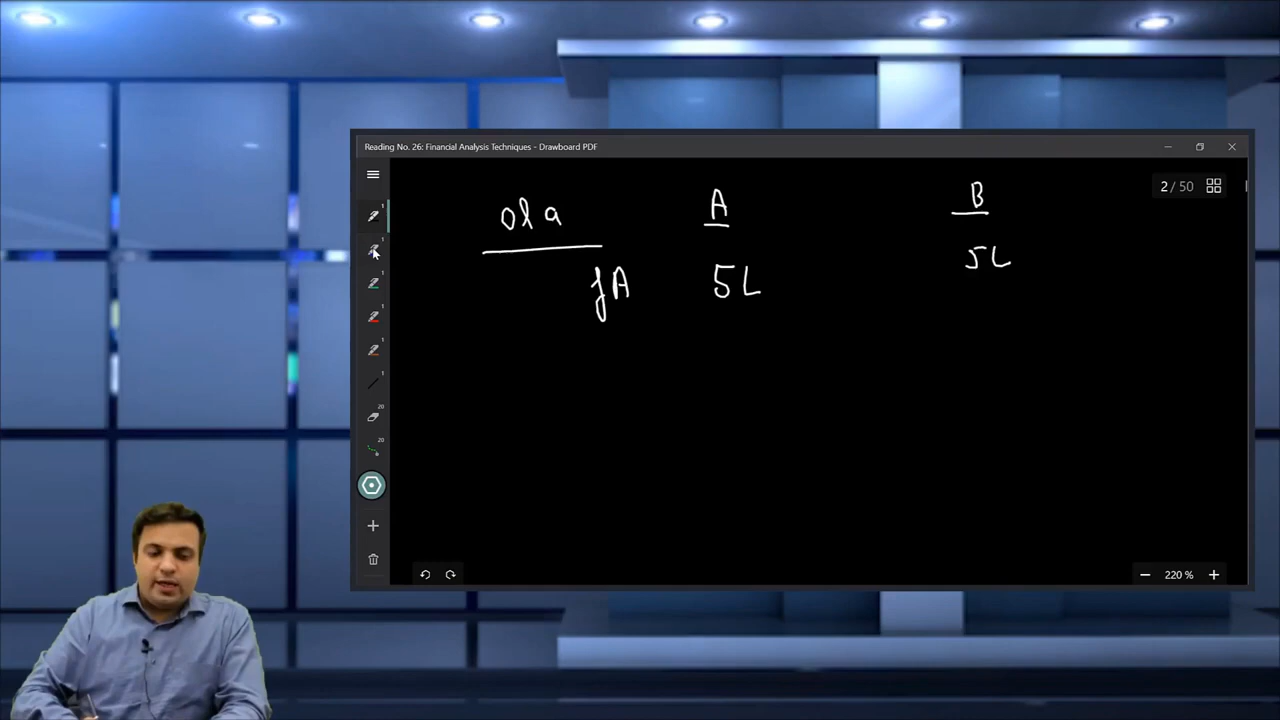 Reading No. 26: Financial Analysis Techniques - Drawboard PDF
2 / 50
ola A B
fA 5L 5L
220 %